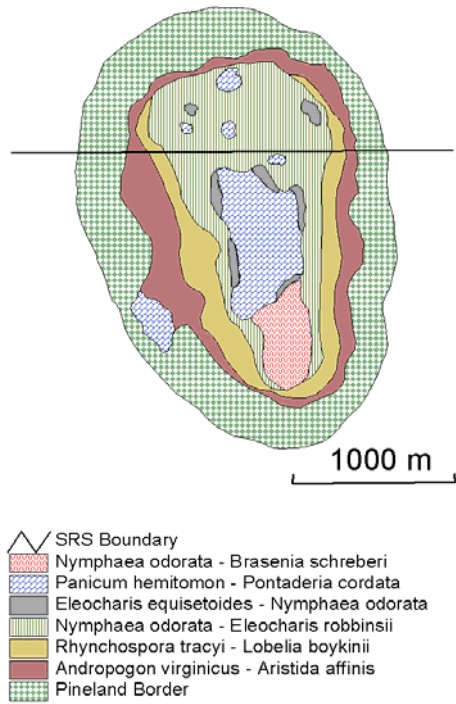 1000 m
SRS Boundary
Nymphaea odorata - Brasenia schreberi
Panicum hemitomon - Pontaderia cordata
Eleocharis equisetoides - Nymphaea odorata
Nymphaea odorata - Eleocharis robbinsii
Rhynchospora tracyi - Lobelia boykinii
Andropogon virginicus - Aristida affinis
Pineland Border